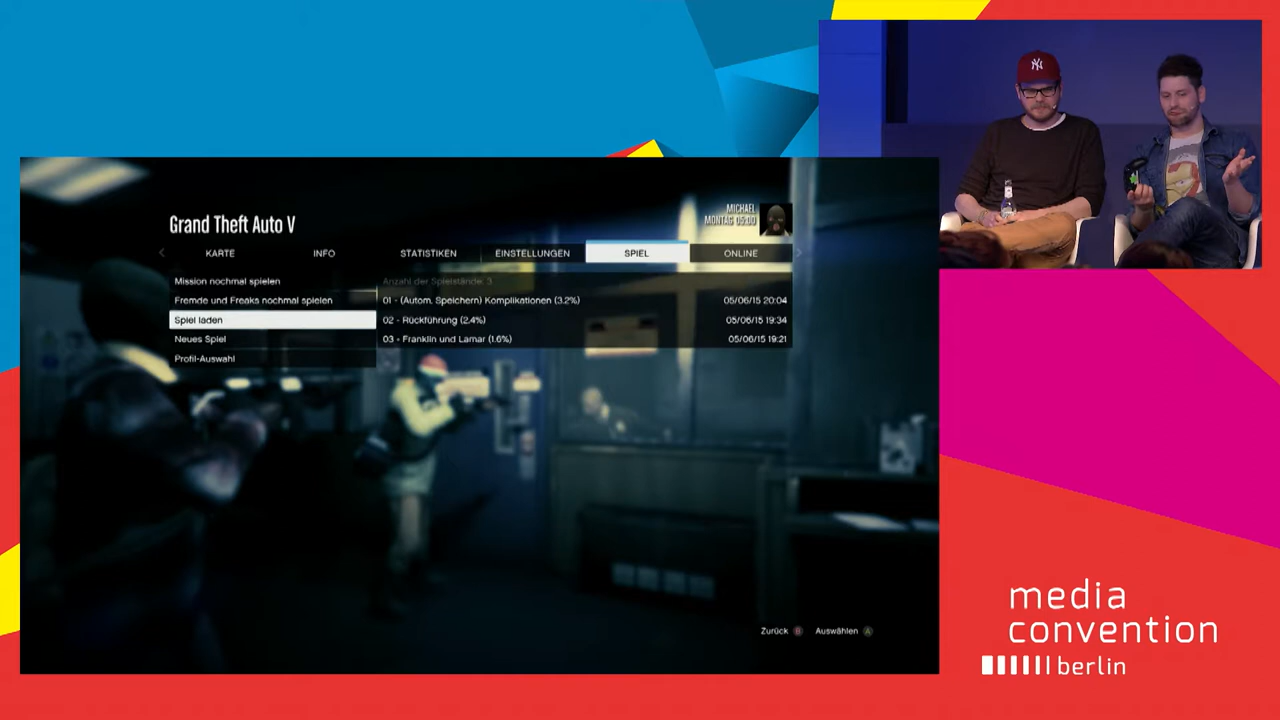 Grand Theft Auto V
MICHAEL
MONTAG 05:00
KARTE INFO STATISTIKEN EINSTELLUNGEN SPIEL ONLINE
Mission nochmal spielen
Anzahl der Spielstände: 3
Fremde und Freaks nochmal spielen
01 - (Autom. Speichern) Komplikationen (3.2%) 05/06/15 20:04
Spiel laden
02 - Rückführung (2.4%) 05/06/15 19:34
Neues Spiel
03 - Franklin und Lamar (1.6%) 05/06/15 19:21
Profil-Auswahl
Zurück B Auswählen A
NY
media
convention
berlin